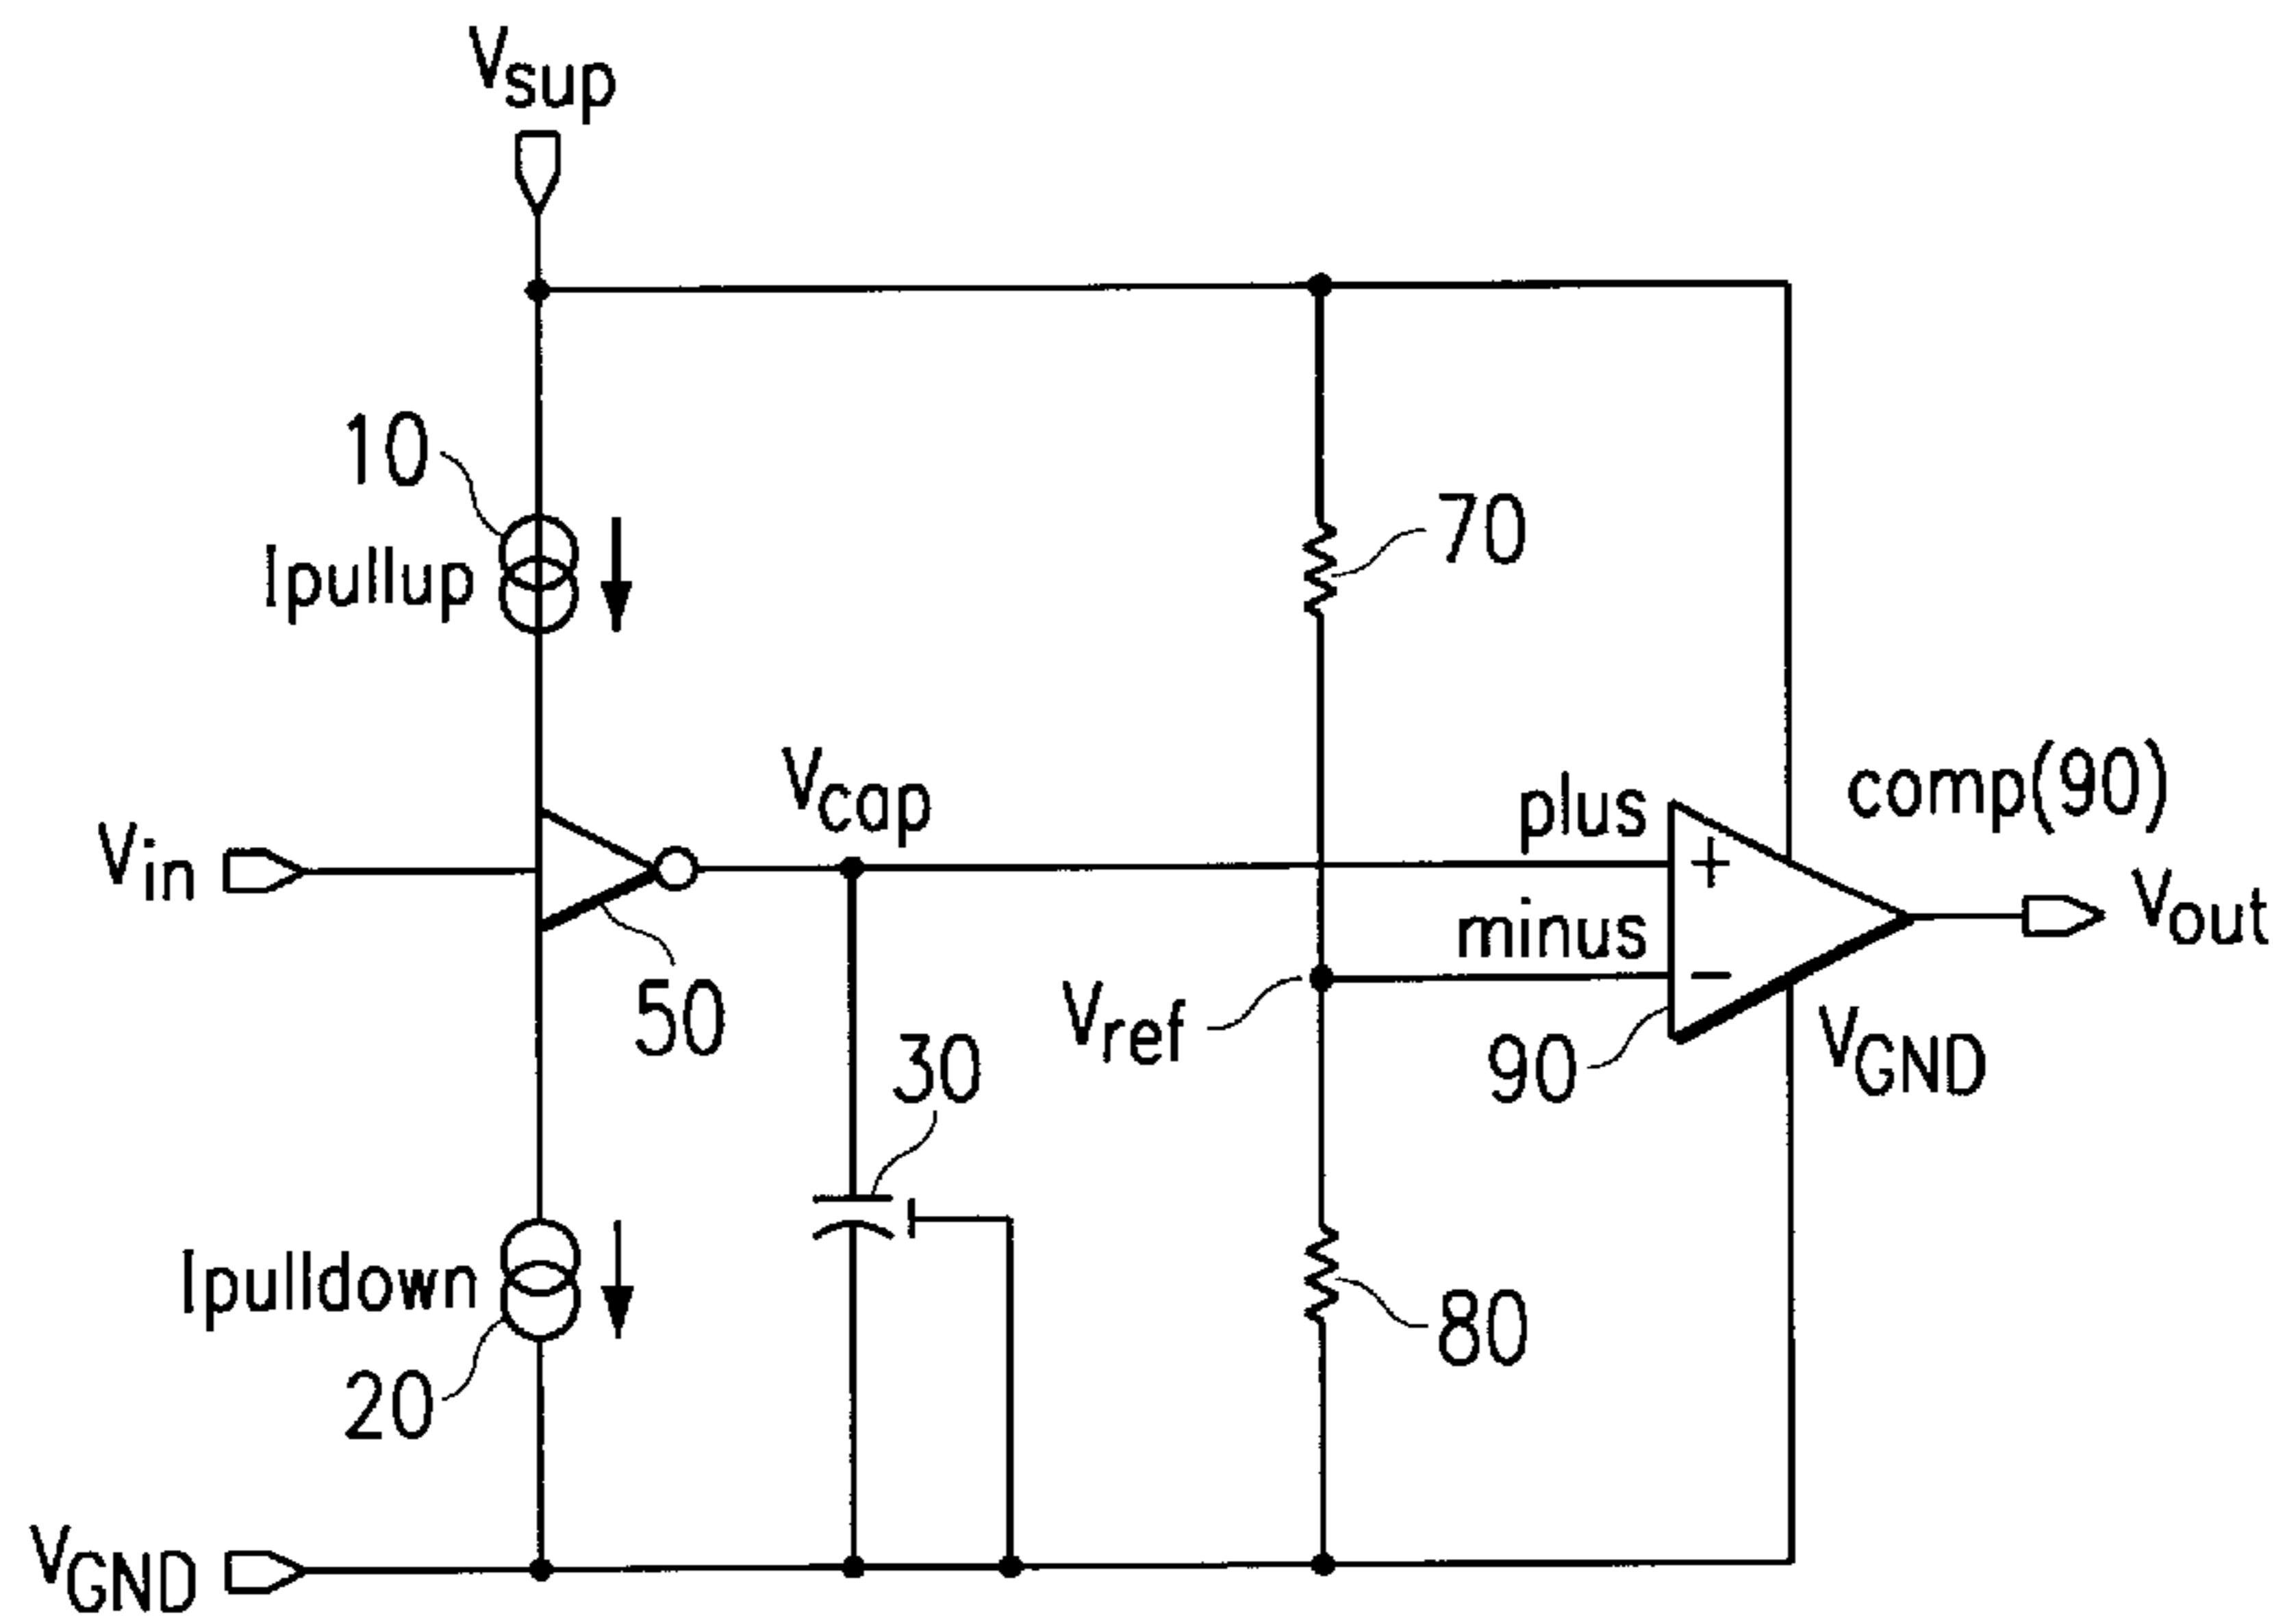 Vsup
10
Ipullup
70
Vcap
plus
+
comp(90)
Vin
minus
−
Vout
50
Vref
90
VGND
30
Ipulldown
20
80
VGND